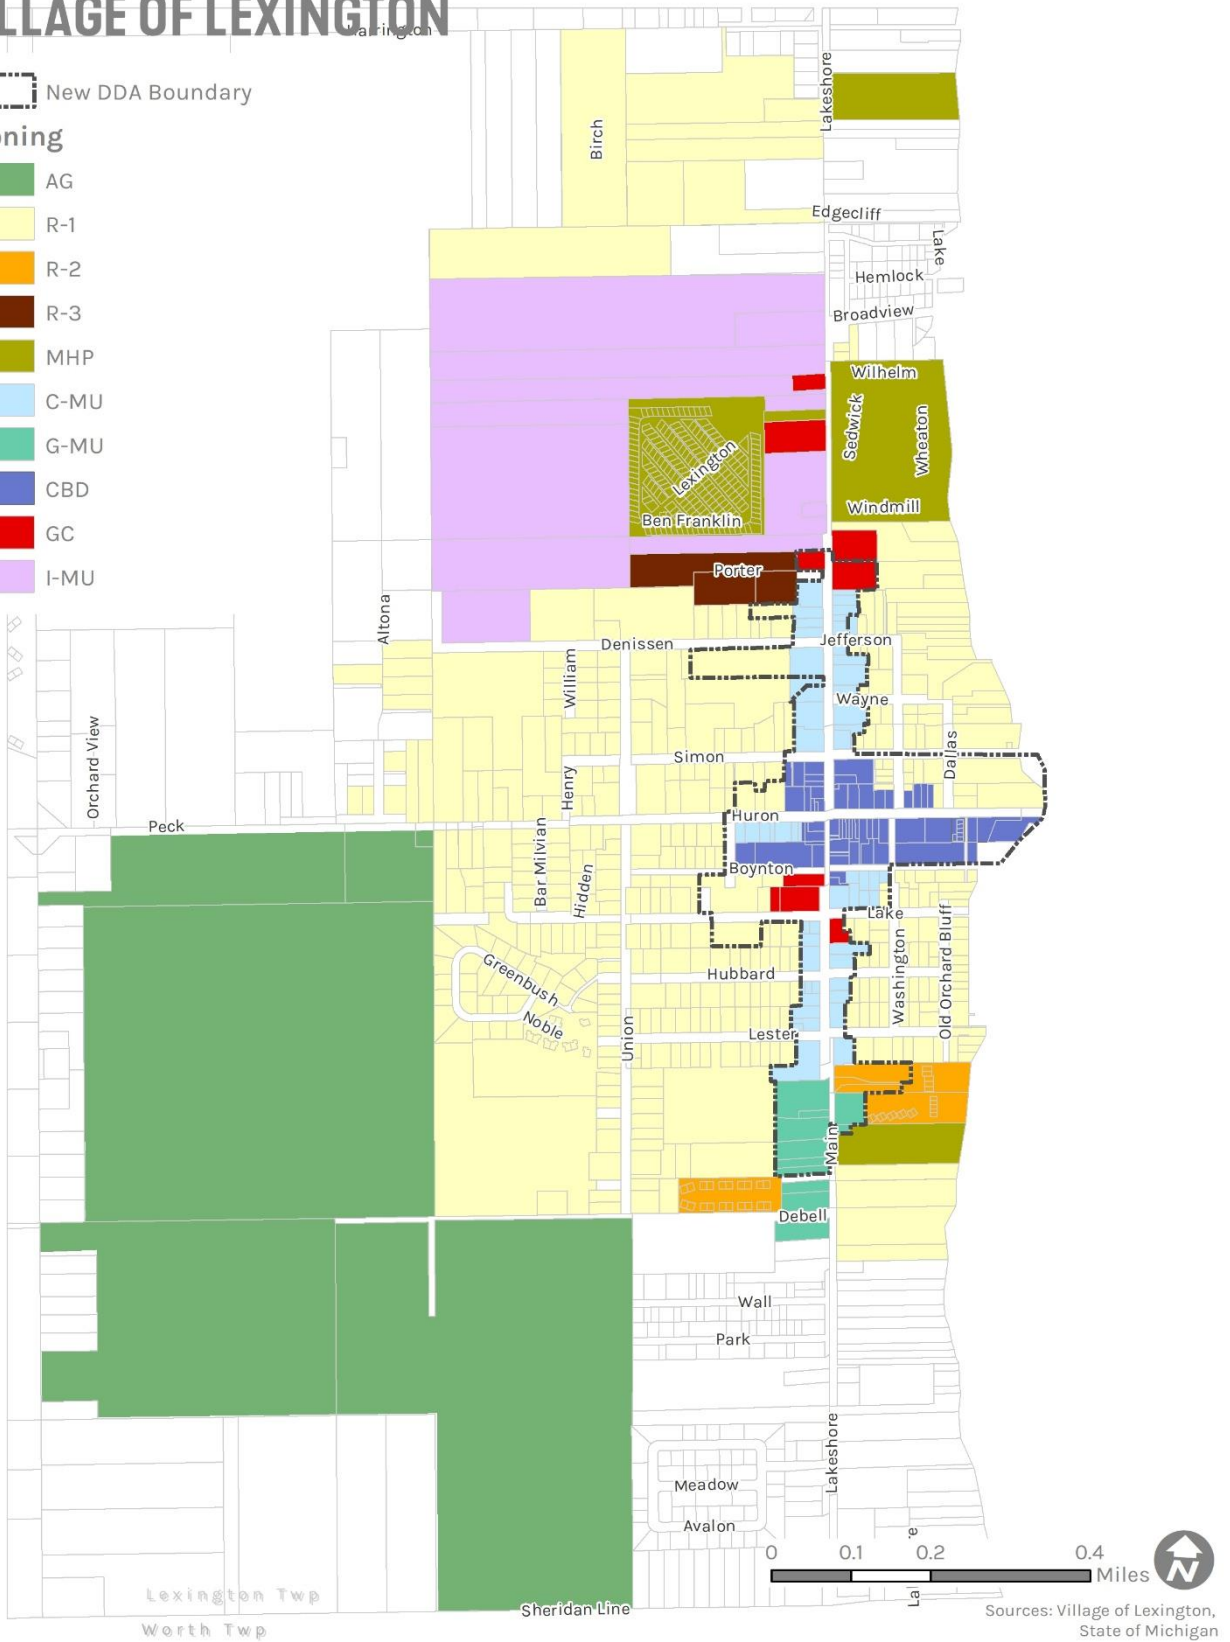 LLAGE OF LEXINGTON
Harrington
New DDA Boundary
ning
AG
R-1
R-2
R-3
MHP
C-MU
G-MU
CBD
GC
I-MU
Birch
Lakeshore
Edgecliff
Lake
Hemlock
Broadview
Wilhelm
Sedwick
Wheaton
Lexington
Windmill
Ben Franklin
Porter
Altona
Denissen
Jefferson
William
Wayne
Orchard View
Simon
Dallas
Henry
Huron
Peck
Bar Milvian
Hidden
Boynton
Lake
Washington
Old Orchard Bluff
Greenbush
Hubbard
Noble
Union
Lester
Main
Debell
Wall
Park
Lakeshore
Meadow
Avalon
0 0.1 0.2 0.4
Miles
N
La
Lexington Twp
Sheridan Line
Worth Twp
Sources: Village of Lexington,
State of Michigan